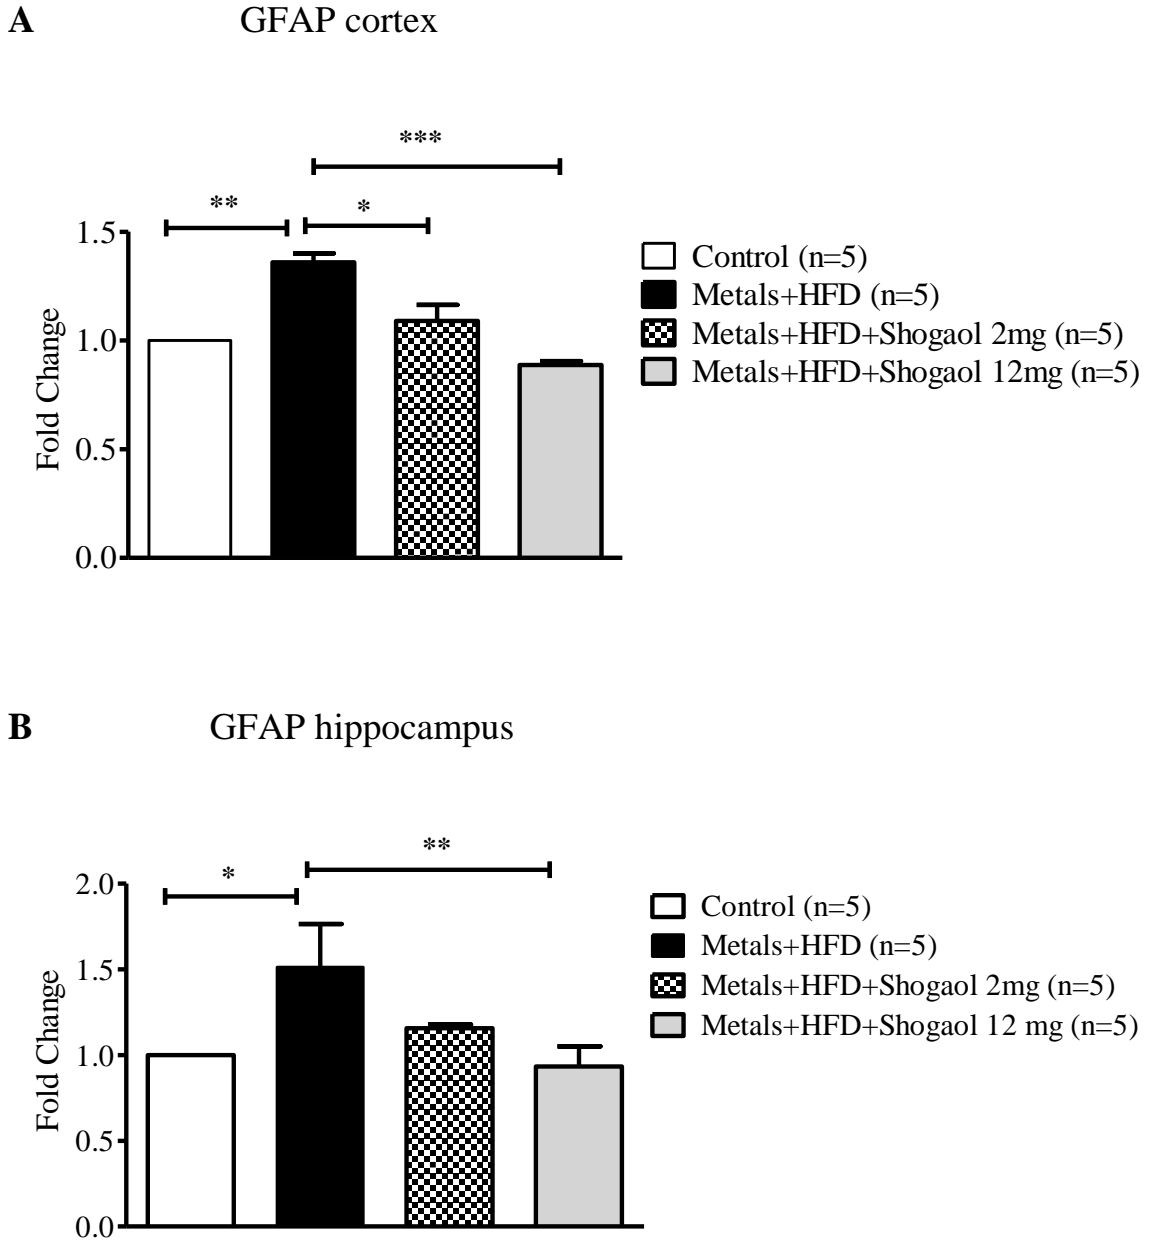 A
GFAP cortex
***
**
*
1.5
1.0
0.5
0.0
Fold Change
Control (n=5)
Metals+HFD (n=5)
Metals+HFD+Shogaol 2mg (n=5)
Metals+HFD+Shogaol 12mg (n=5)
B
GFAP hippocampus
**
*
2.0
1.5
1.0
0.5
0.0
Fold Change
Control (n=5)
Metals+HFD (n=5)
Metals+HFD+Shogaol 2mg (n=5)
Metals+HFD+Shogaol 12 mg (n=5)